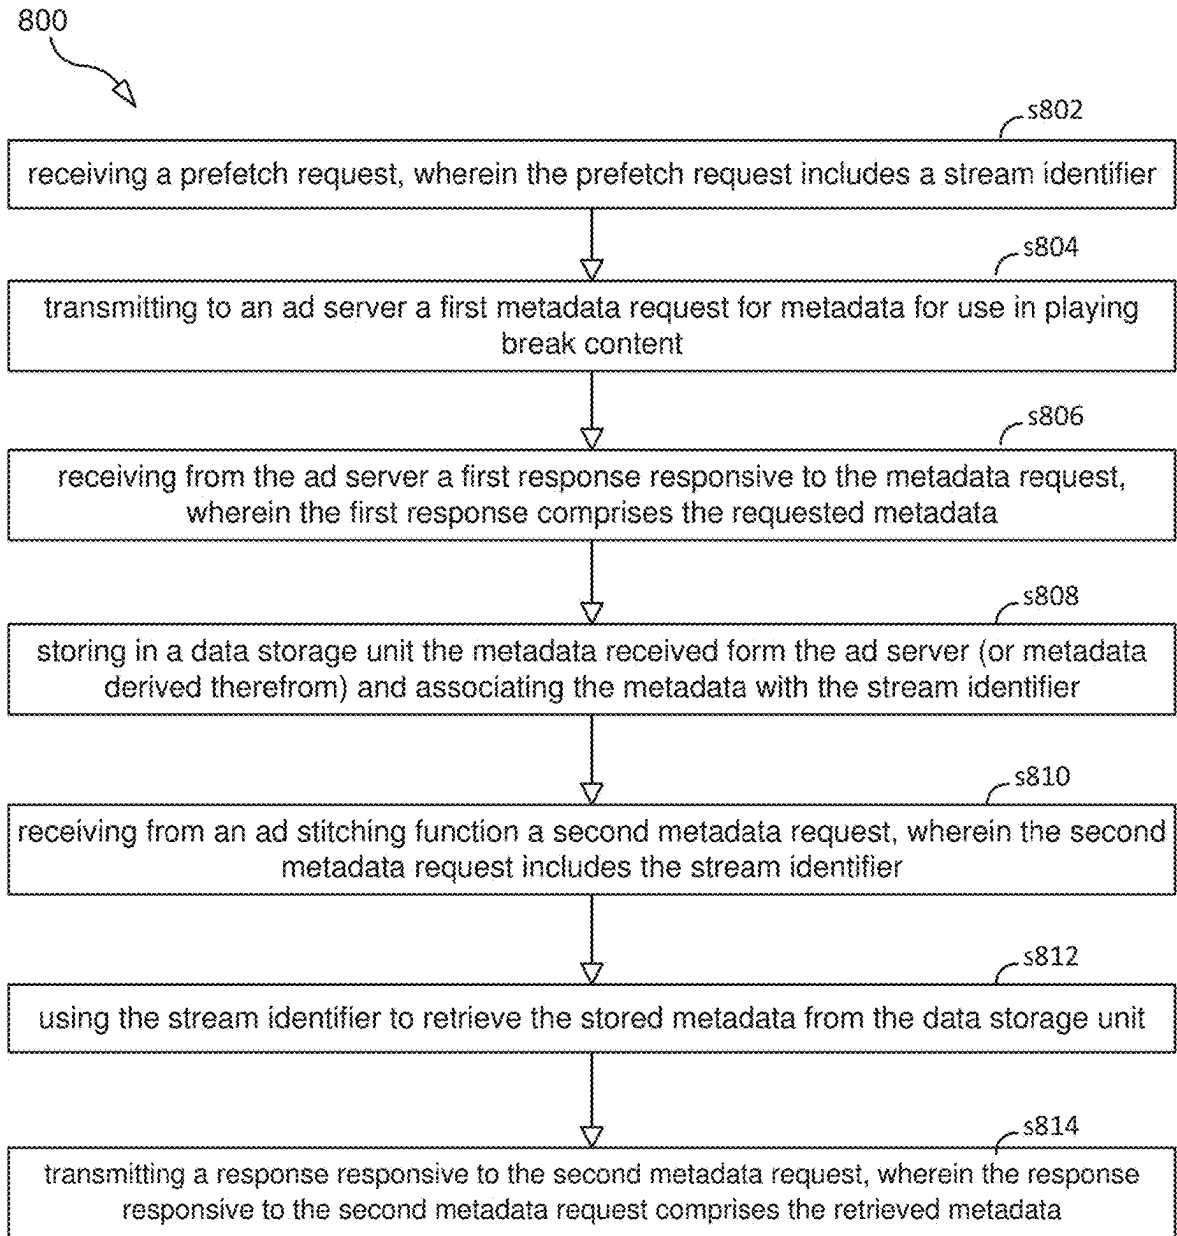 800
s802
receiving a prefetch request, wherein the prefetch request includes a stream identifier
s804
transmitting to an ad server a first metadata request for metadata for use in playing
break content
s806
receiving from the ad server a first response responsive to the metadata request,
wherein the first response comprises the requested metadata
s808
storing in a data storage unit the metadata received form the ad server (or metadata
derived therefrom) and associating the metadata with the stream identifier
s810
receiving from an ad stitching function a second metadata request, wherein the second
metadata request includes the stream identifier
s812
using the stream identifier to retrieve the stored metadata from the data storage unit
s814
transmitting a response responsive to the second metadata request, wherein the response
responsive to the second metadata request comprises the retrieved metadata